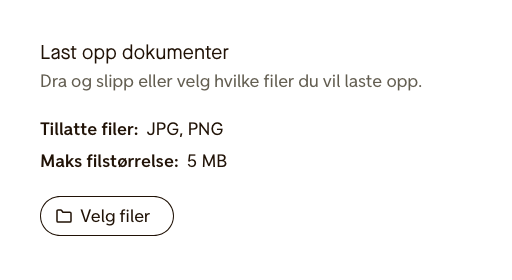 Last opp dokumenter
Dra og slipp eller velg hvilke filer du vil laste opp.
Tillatte filer: JPG, PNG
Maks filstørrelse: 5 MB
Velg filer